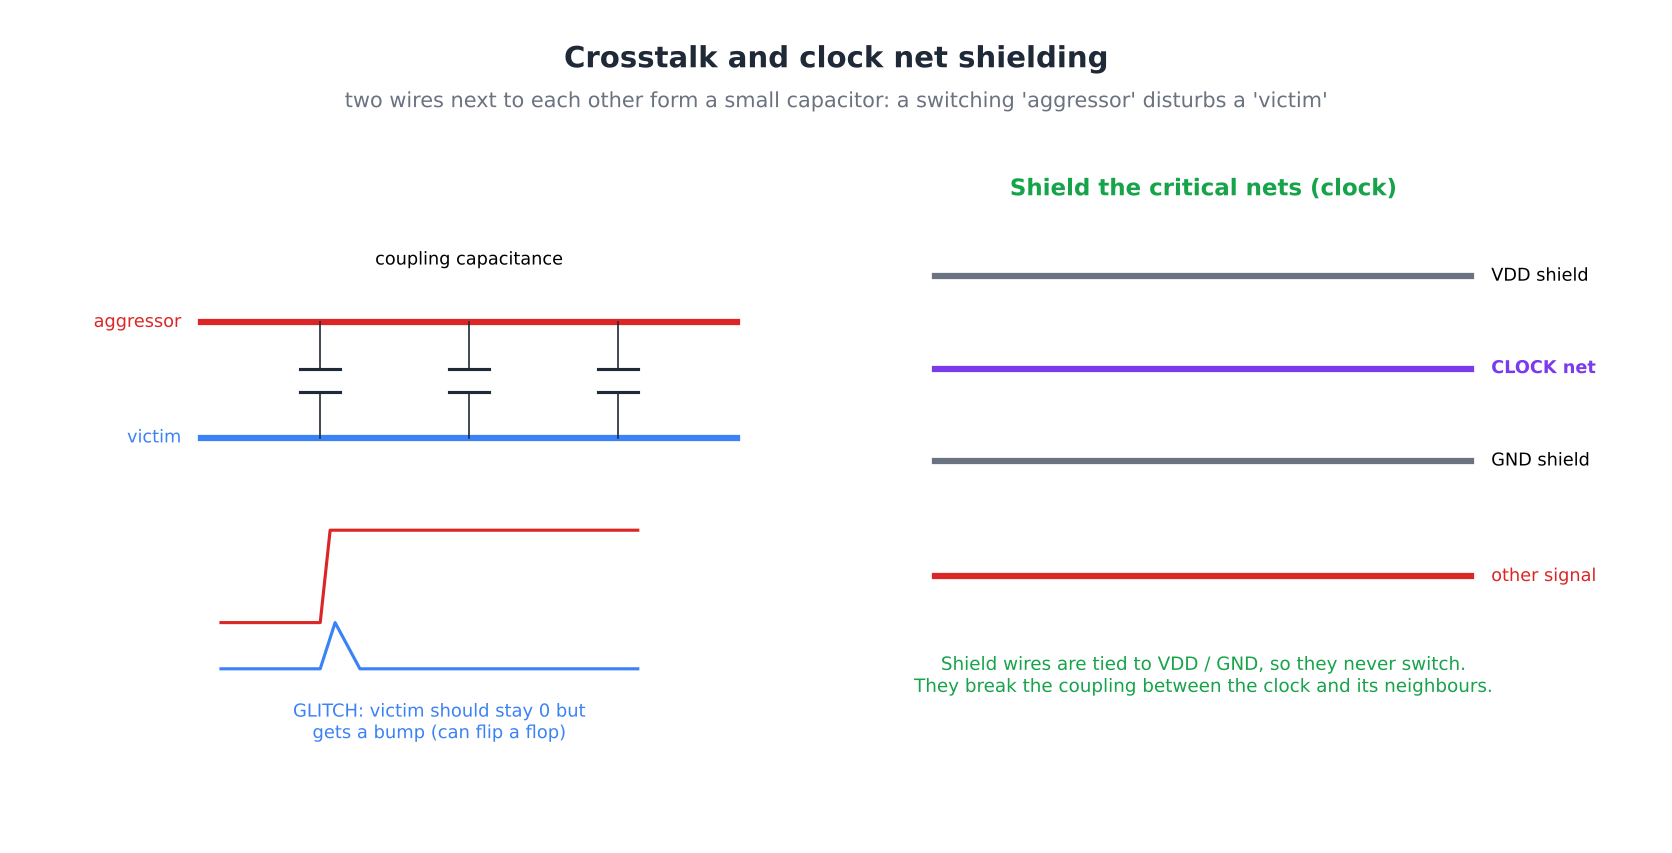 Crosstalk and clock net shielding
two wires next to each other form a small capacitor: a switching 'aggressor' disturbs a 'victim'
coupling capacitance
aggressor
victim
GLITCH: victim should stay 0 but
gets a bump (can flip a flop)
Shield the critical nets (clock)
VDD shield
CLOCK net
GND shield
other signal
Shield wires are tied to VDD / GND, so they never switch.
They break the coupling between the clock and its neighbours.